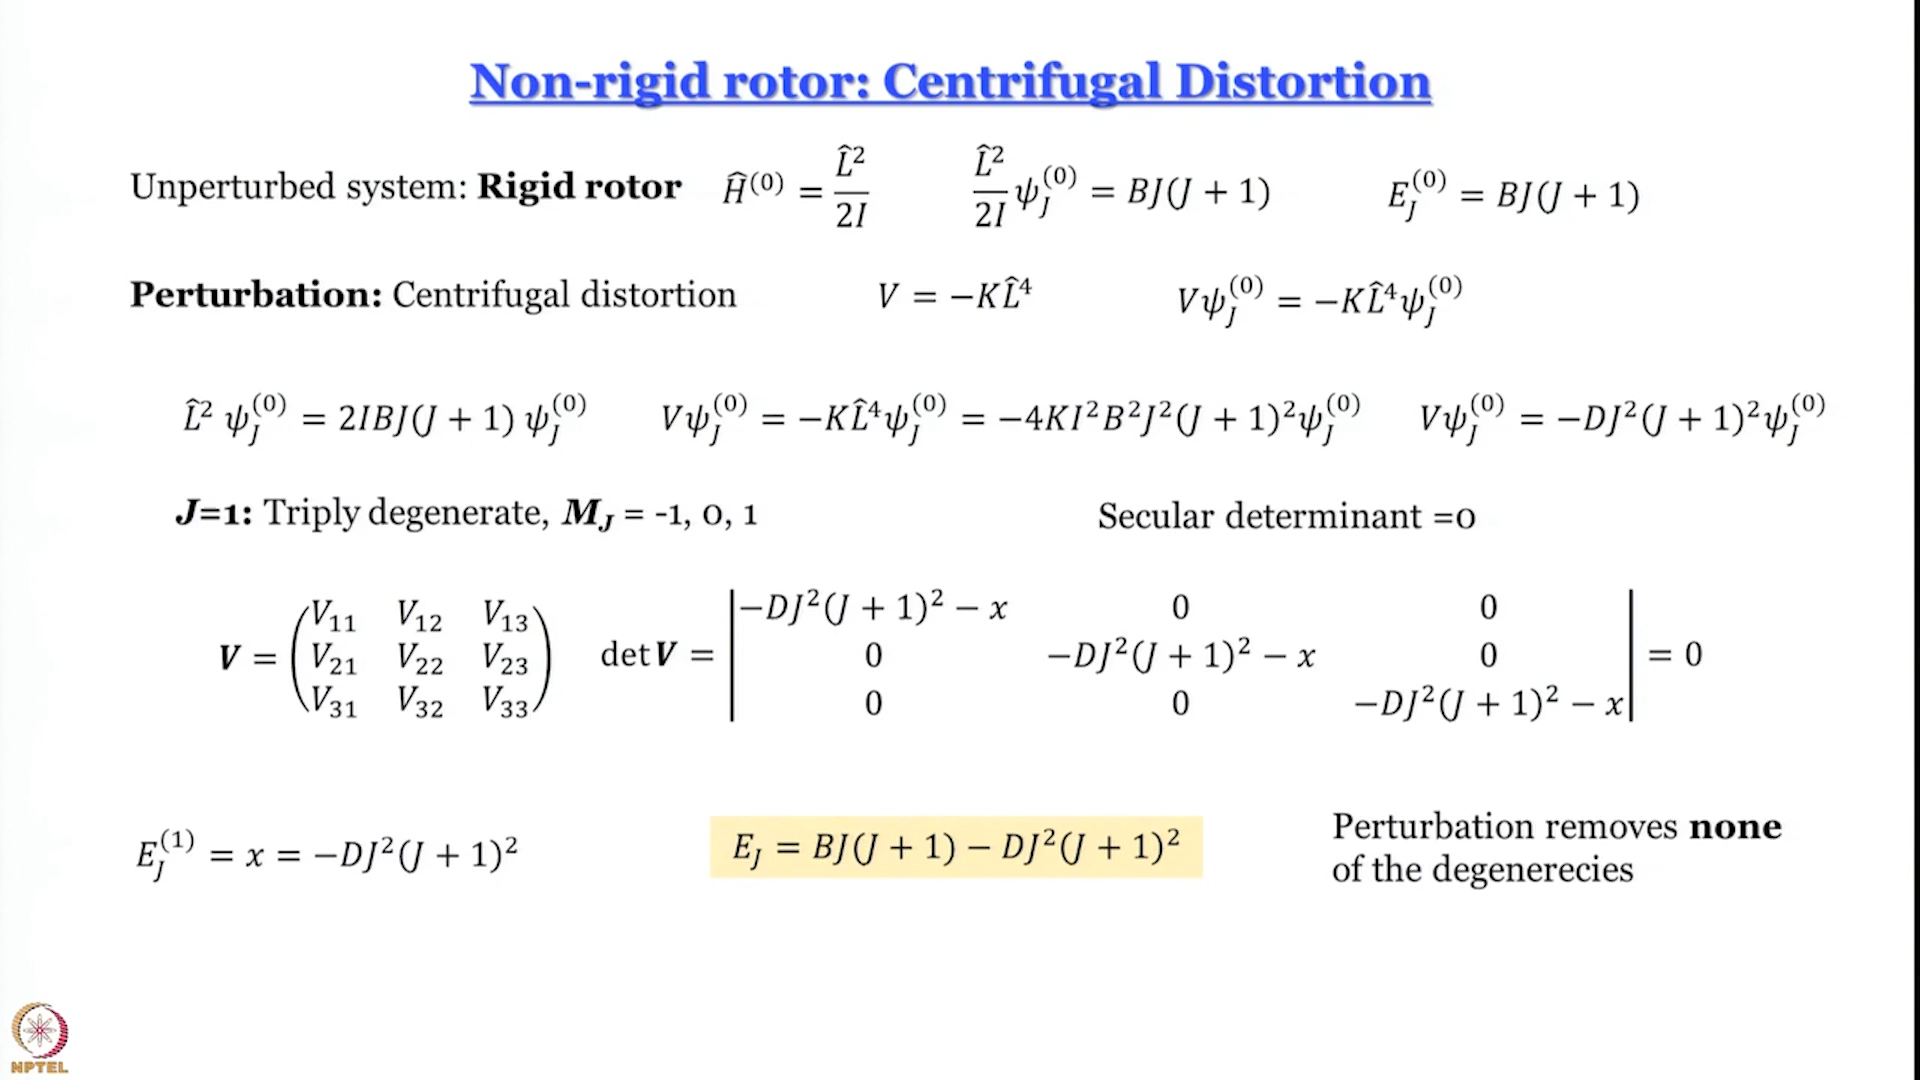 Non-rigid rotor: Centrifugal Distortion
Unperturbed system: Rigid rotor Ĥ⁽⁰⁾ = L̂²/2I L̂²/2I ψ_J⁽⁰⁾ = BJ(J + 1) E_J⁽⁰⁾ = BJ(J + 1)
Perturbation: Centrifugal distortion V = −KL̂⁴ Vψ_J⁽⁰⁾ = −KL̂⁴ψ_J⁽⁰⁾
L̂² ψ_J⁽⁰⁾ = 2IBJ(J + 1) ψ_J⁽⁰⁾ Vψ_J⁽⁰⁾ = −KL̂⁴ψ_J⁽⁰⁾ = −4KI²B²J²(J + 1)²ψ_J⁽⁰⁾ Vψ_J⁽⁰⁾ = −DJ²(J + 1)²ψ_J⁽⁰⁾
J=1: Triply degenerate, M_J = -1, 0, 1 Secular determinant =0
V₁₁ V₁₂ V₁₃ −DJ²(J + 1)² − x 0 0
V = V₂₁ V₂₂ V₂₃ det V = 0 −DJ²(J + 1)² − x 0 = 0
V₃₁ V₃₂ V₃₃ 0 0 −DJ²(J + 1)² − x
E_J⁽¹⁾ = x = −DJ²(J + 1)² E_J = BJ(J + 1) − DJ²(J + 1)²
Perturbation removes none
of the degenerecies
NPTEL